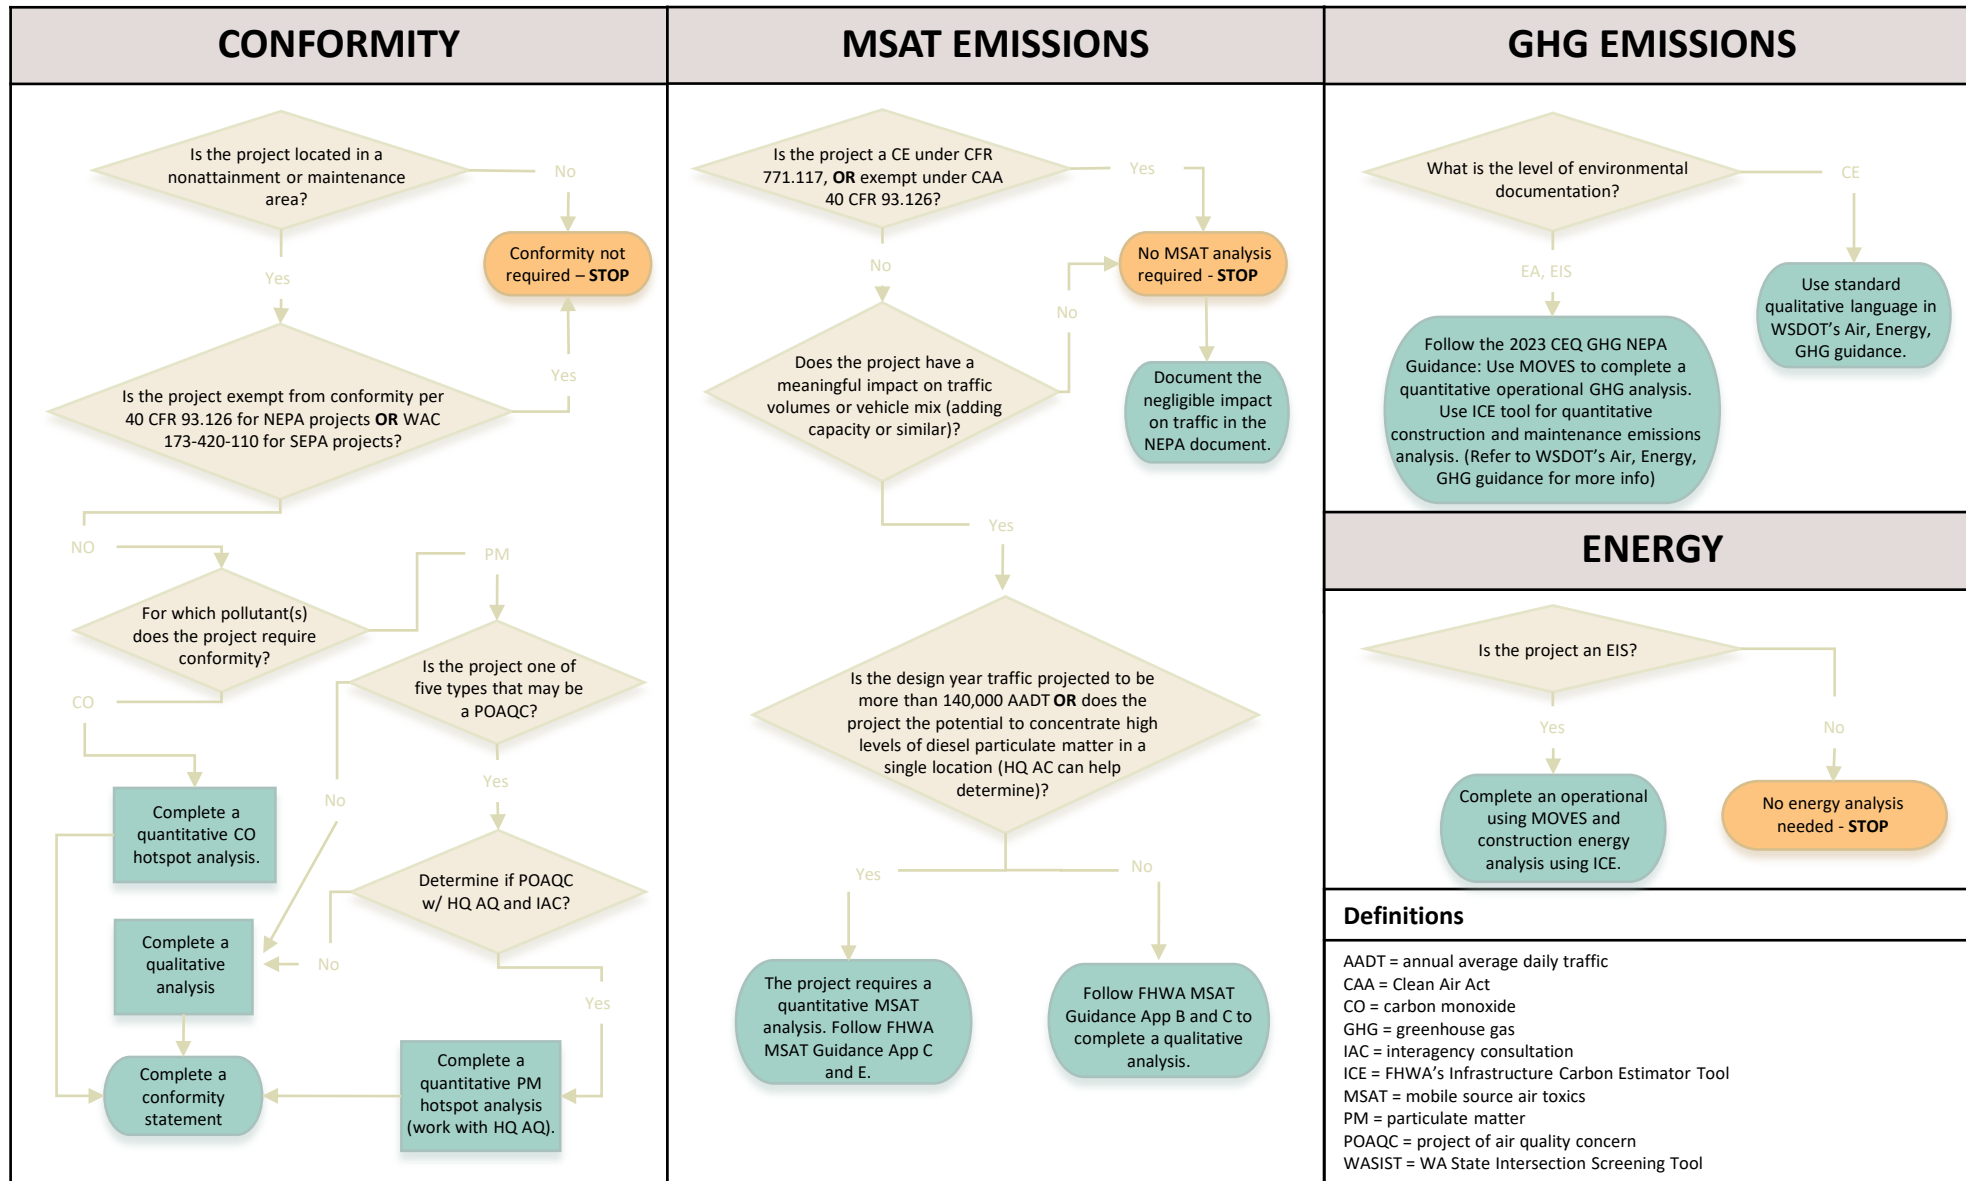 CONFORMITY
Is the project located in a
nonattainment or maintenance
area?
No
Conformity not
required – STOP
Yes
Yes
Is the project exempt from conformity per
40 CFR 93.126 for NEPA projects OR WAC
173-420-110 for SEPA projects?
NO
PM
For which pollutant(s)
does the project require
conformity?
Is the project one of
five types that may be
a POAQC?
CO
Yes
No
Complete a
quantitative CO
hotspot analysis.
Determine if POAQC
w/ HQ AQ and IAC?
Complete a
qualitative
analysis
No
Yes
Complete a
conformity
statement
Complete a
quantitative PM
hotspot analysis
(work with HQ AQ).
MSAT EMISSIONS
Is the project a CE under CFR
771.117, OR exempt under CAA
40 CFR 93.126?
Yes
No MSAT analysis
required - STOP
No
No
Does the project have a
meaningful impact on traffic
volumes or vehicle mix (adding
capacity or similar)?
Document the
negligible impact
on traffic in the
NEPA document.
Yes
Is the design year traffic projected to be
more than 140,000 AADT OR does the
project the potential to concentrate high
levels of diesel particulate matter in a
single location (HQ AC can help
determine)?
Yes
No
The project requires a
quantitative MSAT
analysis. Follow FHWA
MSAT Guidance App C
and E.
Follow FHWA MSAT
Guidance App B and C to
complete a qualitative
analysis.
GHG EMISSIONS
What is the level of environmental
documentation?
CE
EA, EIS
Use standard
qualitative language in
WSDOT’s Air, Energy,
GHG guidance.
Follow the 2023 CEQ GHG NEPA
Guidance: Use MOVES to complete a
quantitative operational GHG analysis.
Use ICE tool for quantitative
construction and maintenance emissions
analysis. (Refer to WSDOT’s Air, Energy,
GHG guidance for more info)
ENERGY
Is the project an EIS?
Yes
No
Complete an operational
using MOVES and
construction energy
analysis using ICE.
No energy analysis
needed - STOP
Definitions
AADT = annual average daily traffic
CAA = Clean Air Act
CO = carbon monoxide
GHG = greenhouse gas
IAC = interagency consultation
ICE = FHWA’s Infrastructure Carbon Estimator Tool
MSAT = mobile source air toxics
PM = particulate matter
POAQC = project of air quality concern
WASIST = WA State Intersection Screening Tool